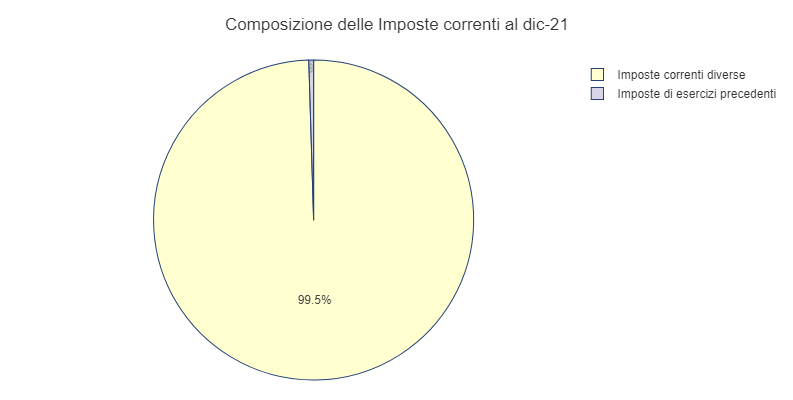 Composizione delle Imposte correnti al dic-21
Imposte correnti diverse
Imposte di esercizi precedenti
99.5%